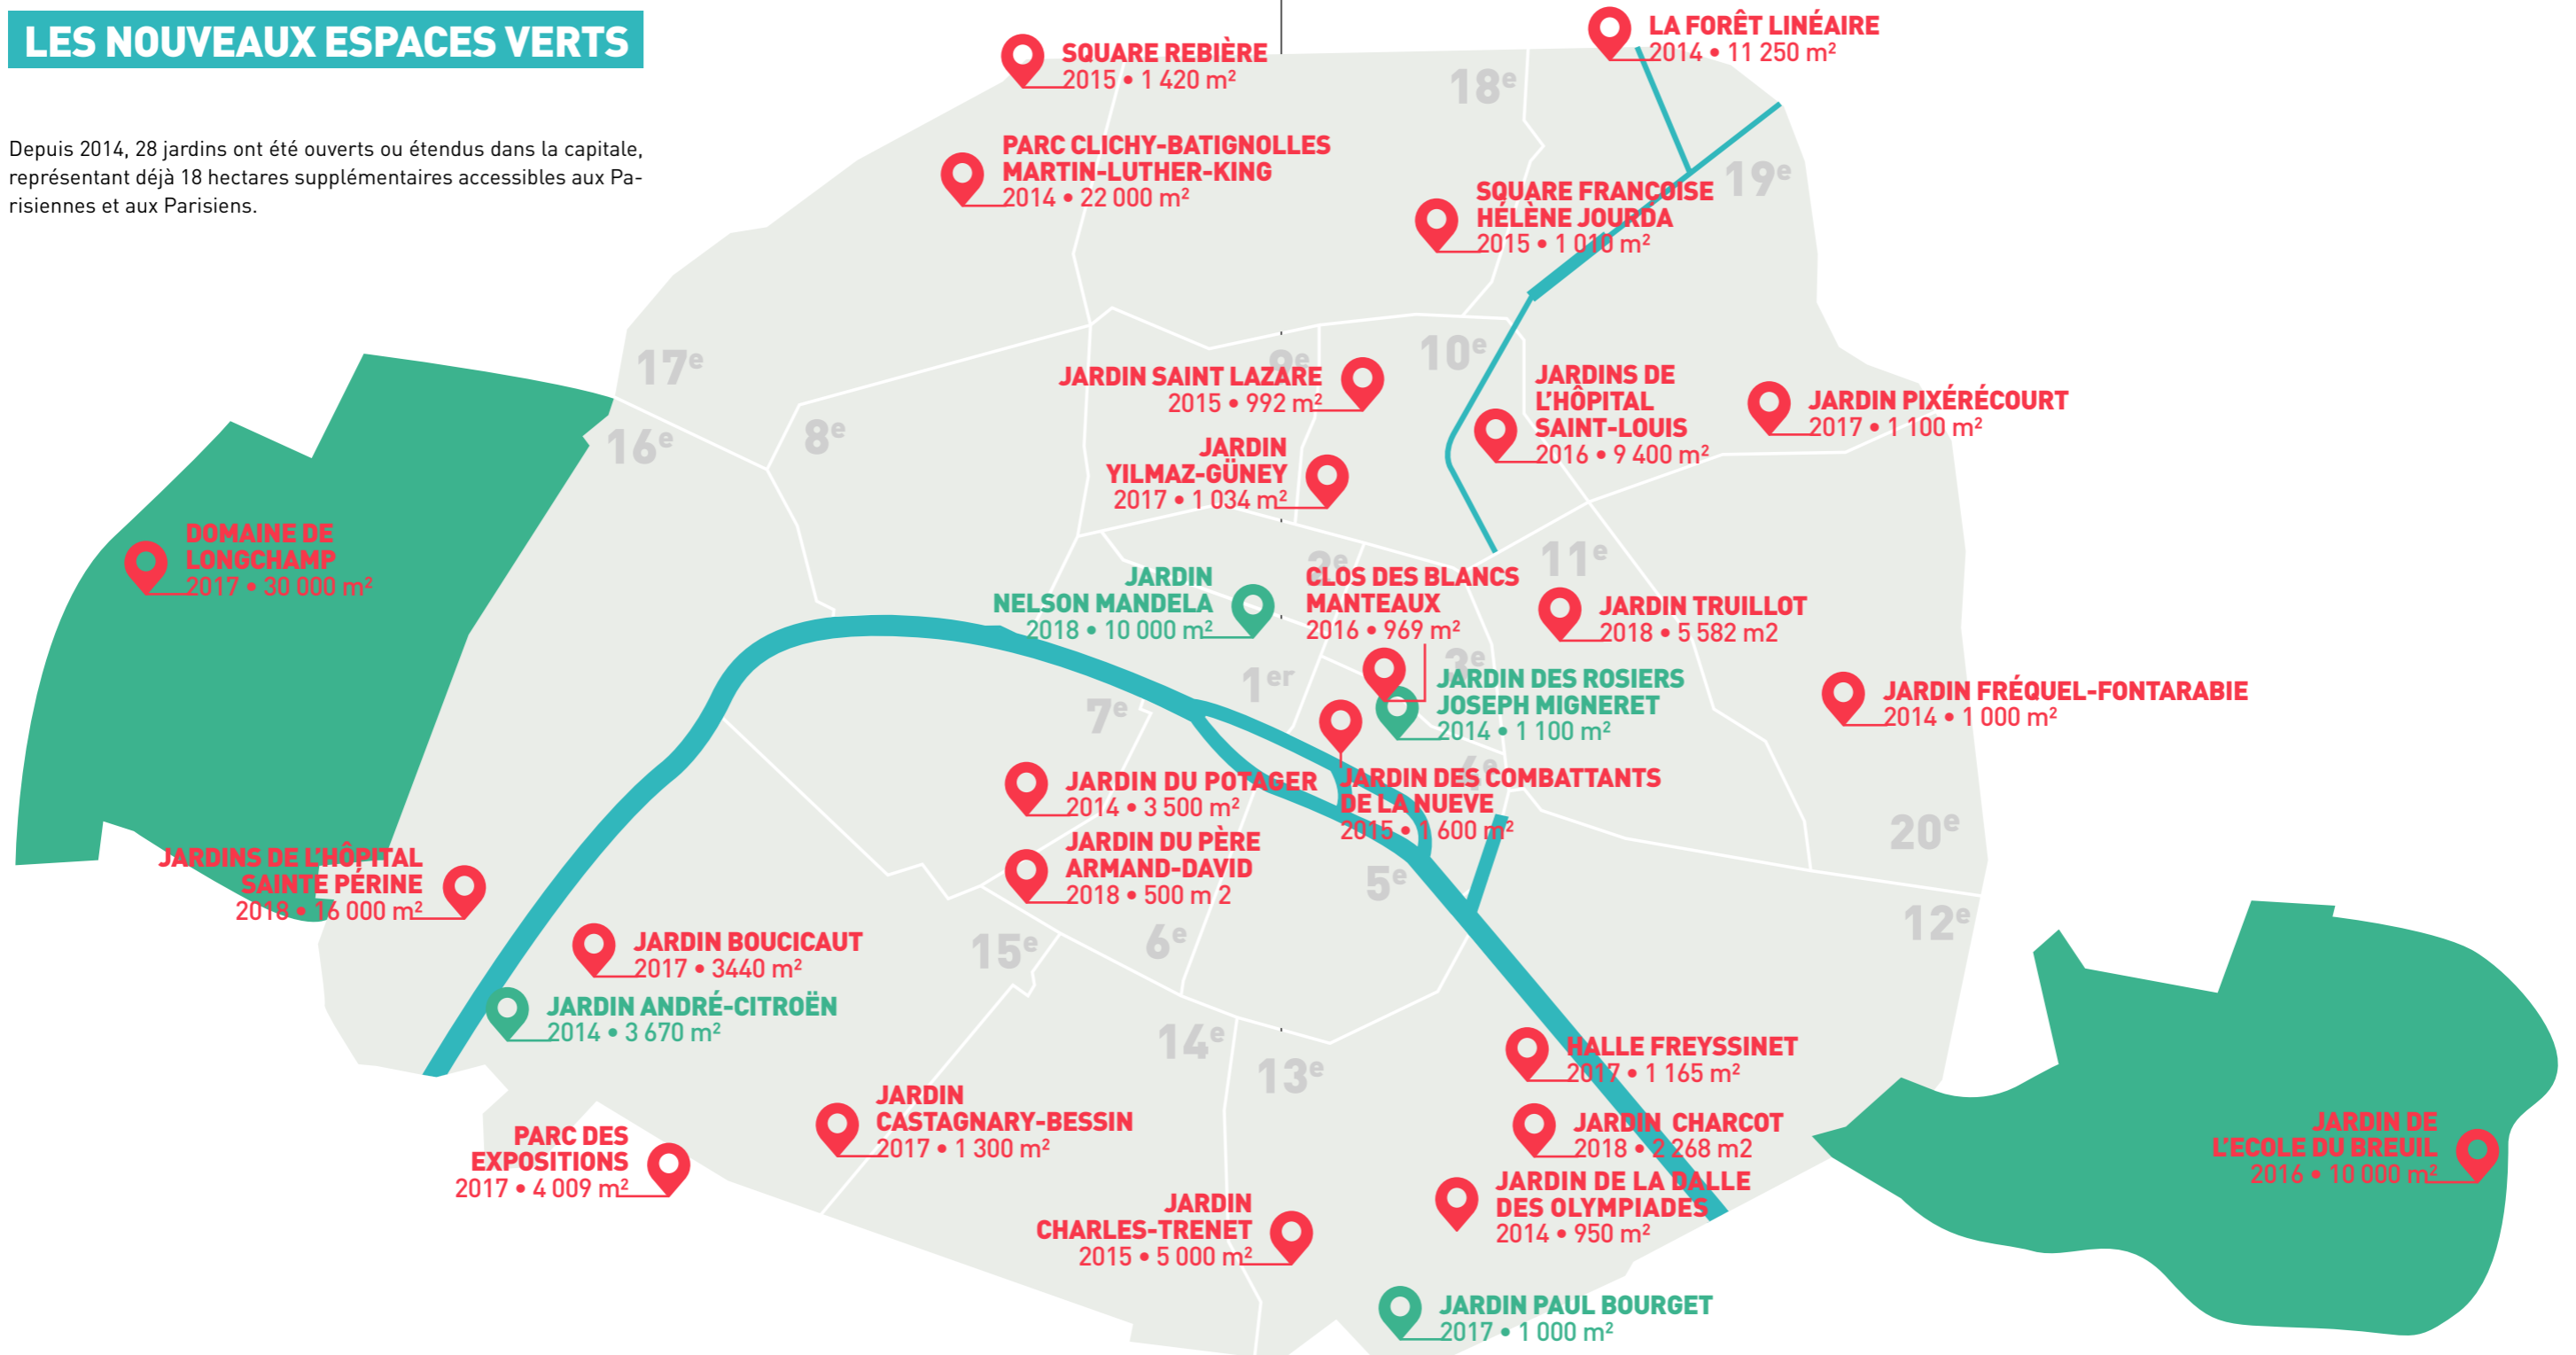 LES NOUVEAUX ESPACES VERTS
Depuis 2014, 28 jardins ont été ouverts ou étendus dans la capitale,
représentant déjà 18 hectares supplémentaires accessibles aux Pa-
risiennes et aux Parisiens.
LA FORÊT LINÉAIRE
2014 • 11 250 m²
SQUARE REBIÈRE
2015 • 1 420 m²
18e
PARC CLICHY-BATIGNOLLES
MARTIN-LUTHER-KING
2014 • 22 000 m²
19e
SQUARE FRANÇOISE
HÉLÈNE JOURDA
2015 • 1 010 m²
17e
16e
8e
9e
10e
JARDIN SAINT LAZARE
2015 • 992 m²
JARDINS DE
L'HÔPITAL
SAINT-LOUIS
2016 • 9 400 m²
JARDIN PIXÉRÉCOURT
2017 • 1 100 m²
JARDIN
YILMAZ-GÜNEY
2017 • 1 034 m²
DOMAINE DE
LONGCHAMP
2017 • 30 000 m²
2e
11e
JARDIN
NELSON MANDELA
2018 • 10 000 m²
CLOS DES BLANCS
MANTEAUX
2016 • 969 m²
JARDIN TRUILLOT
2018 • 5 582 m2
1er
3e
7e
JARDIN DES ROSIERS
JOSEPH MIGNERET
2014 • 1 100 m²
JARDIN FRÉQUEL-FONTARABIE
2014 • 1 000 m²
4e
JARDIN DU POTAGER
2014 • 3 500 m²
JARDIN DES COMBATTANTS
DE LA NUEVE
2015 • 1 600 m²
20e
JARDIN DU PÈRE
ARMAND-DAVID
2018 • 500 m 2
5e
JARDINS DE L'HÔPITAL
SAINTE PÉRINE
2018 • 16 000 m²
12e
15e
6e
JARDIN BOUCICAUT
2017 • 3440 m²
JARDIN ANDRÉ-CITROËN
2014 • 3 670 m²
14e
13e
HALLE FREYSSINET
2017 • 1 165 m²
JARDIN
CASTAGNARY-BESSIN
2017 • 1 300 m²
JARDIN CHARCOT
2018 • 2 268 m2
PARC DES
EXPOSITIONS
2017 • 4 009 m²
JARDIN DE
L'ECOLE DU BREUIL
2016 • 10 000 m²
JARDIN DE LA DALLE
DES OLYMPIADES
2014 • 950 m²
JARDIN
CHARLES-TRENET
2015 • 5 000 m²
JARDIN PAUL BOURGET
2017 • 1 000 m²